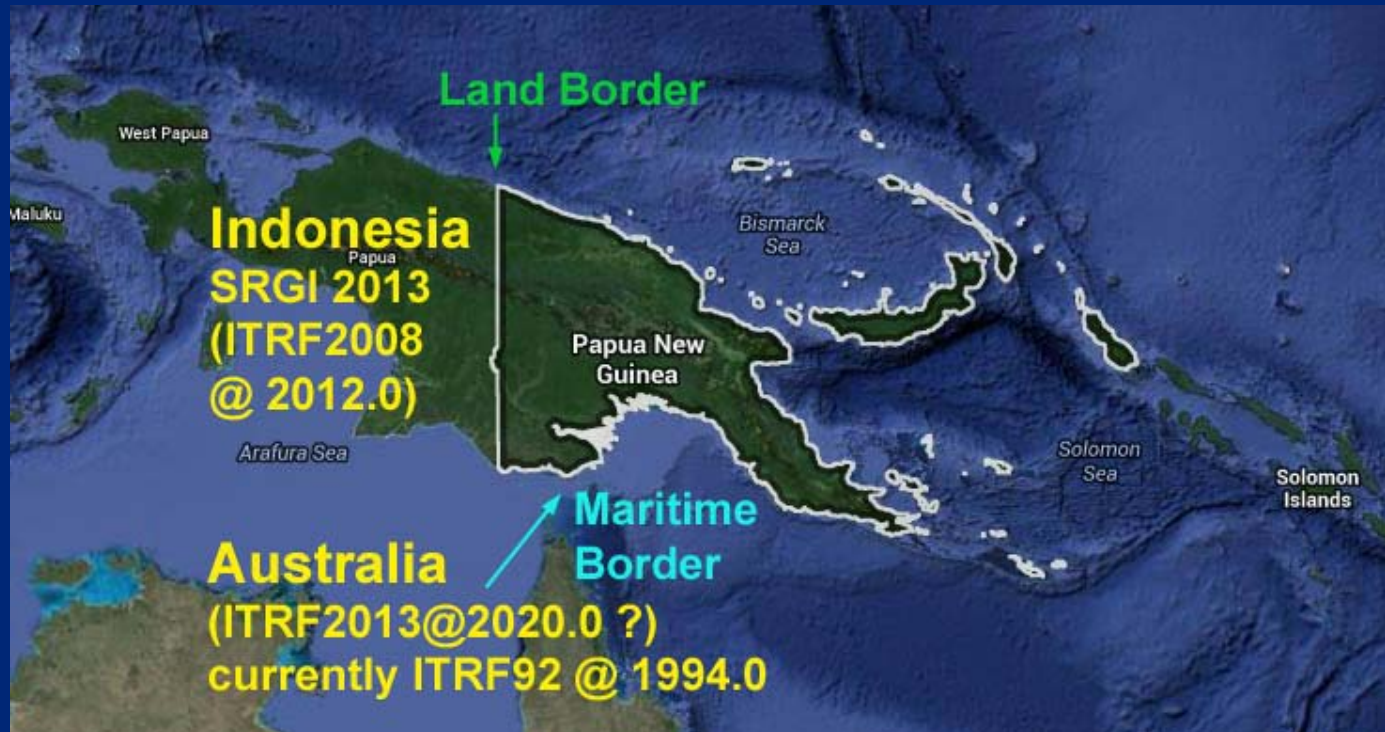 Land Border
West Papua
Maluku
Indonesia
Papua
SRGI 2013
(ITRF2008
@ 2012.0)
Bismarck
Sea
Papua New
Guinea
Arafura Sea
Solomon
Sea
Solomon
Islands
Maritime
Border
Australia
(ITRF2013@2020.0 ?)
currently ITRF92 @ 1994.0